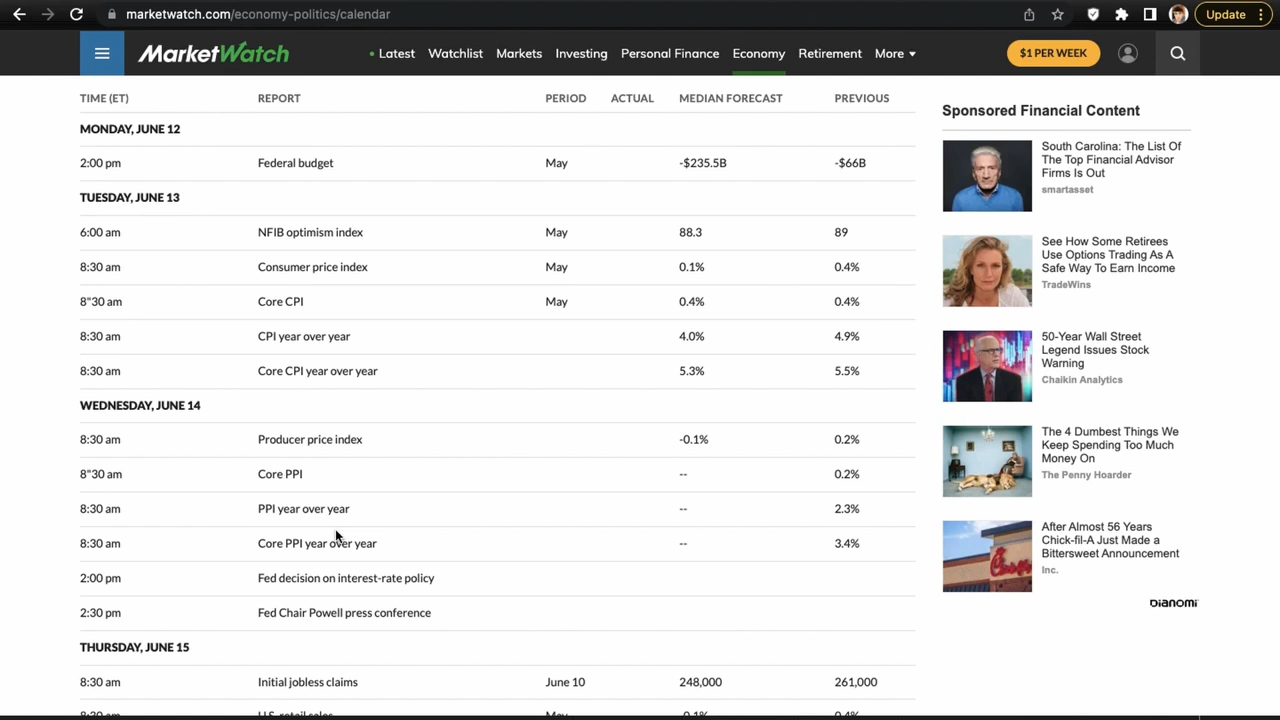 marketwatch.com/economy-politics/calendar
Update
MarketWatch
Latest Watchlist Markets Investing Personal Finance Economy Retirement More
$1 PER WEEK
TIME (ET) REPORT PERIOD ACTUAL MEDIAN FORECAST PREVIOUS
MONDAY, JUNE 12
2:00 pm Federal budget May -$235.5B -$66B
TUESDAY, JUNE 13
6:00 am NFIB optimism index May 88.3 89
8:30 am Consumer price index May 0.1% 0.4%
8"30 am Core CPI May 0.4% 0.4%
8:30 am CPI year over year 4.0% 4.9%
8:30 am Core CPI year over year 5.3% 5.5%
WEDNESDAY, JUNE 14
8:30 am Producer price index -0.1% 0.2%
8"30 am Core PPI -- 0.2%
8:30 am PPI year over year -- 2.3%
8:30 am Core PPI year over year -- 3.4%
2:00 pm Fed decision on interest-rate policy
2:30 pm Fed Chair Powell press conference
THURSDAY, JUNE 15
8:30 am Initial jobless claims June 10 248,000 261,000
8:30 am U.S. retail sales May -0.1% 0.4%
Sponsored Financial Content
South Carolina: The List Of
The Top Financial Advisor
Firms Is Out
smartasset
See How Some Retirees
Use Options Trading As A
Safe Way To Earn Income
TradeWins
50-Year Wall Street
Legend Issues Stock
Warning
Chaikin Analytics
The 4 Dumbest Things We
Keep Spending Too Much
Money On
The Penny Hoarder
After Almost 56 Years
Chick-fil-A Just Made a
Bittersweet Announcement
Inc.
DIANOMI